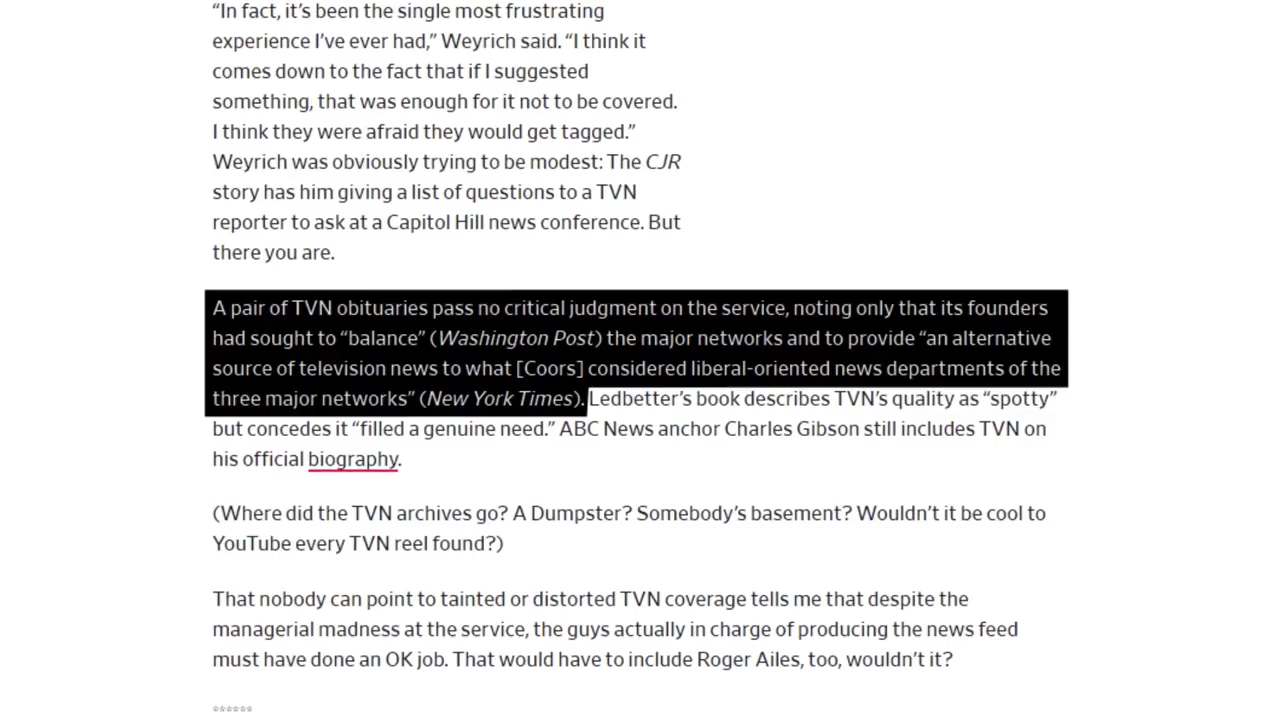 “In fact, it’s been the single most frustrating
experience I’ve ever had,” Weyrich said. “I think it
comes down to the fact that if I suggested
something, that was enough for it not to be covered.
I think they were afraid they would get tagged.”
Weyrich was obviously trying to be modest: The CJR
story has him giving a list of questions to a TVN
reporter to ask at a Capitol Hill news conference. But
there you are.
A pair of TVN obituaries pass no critical judgment on the service, noting only that its founders
had sought to “balance” (Washington Post) the major networks and to provide “an alternative
source of television news to what [Coors] considered liberal-oriented news departments of the
three major networks” (New York Times). Ledbetter’s book describes TVN’s quality as “spotty”
but concedes it “filled a genuine need.” ABC News anchor Charles Gibson still includes TVN on
his official biography.
(Where did the TVN archives go? A Dumpster? Somebody’s basement? Wouldn’t it be cool to
YouTube every TVN reel found?)
That nobody can point to tainted or distorted TVN coverage tells me that despite the
managerial madness at the service, the guys actually in charge of producing the news feed
must have done an OK job. That would have to include Roger Ailes, too, wouldn’t it?
******